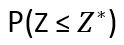 P(Z ≤ Z*)